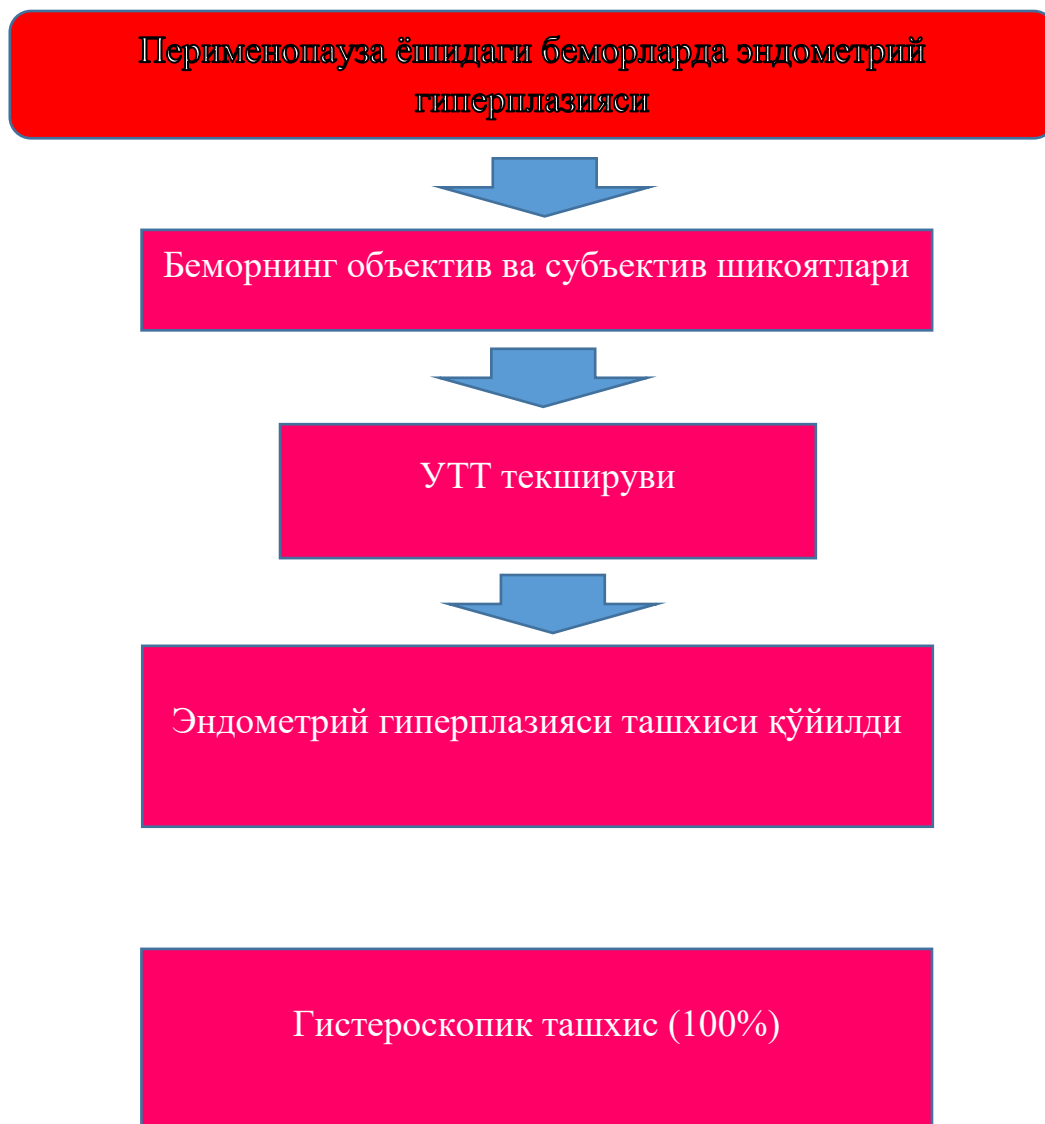 Перименопауза ёшидаги беморларда эндометрий
гиперплазияси
Беморнинг объектив ва субъектив шикоятлари
УТТ текшируви
Эндометрий гиперплазияси ташхиси қўйилди
Гистероскопик ташхис (100%)